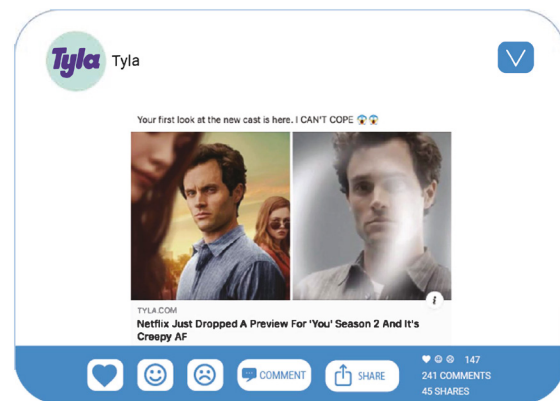 Tyla Tyla
Your first look at the new cast is here. I CAN'T COPE 😱😱
i
TYLA.COM
Netflix Just Dropped A Preview For 'You' Season 2 And It's
Creepy AF
COMMENT
SHARE
147
241 COMMENTS
45 SHARES